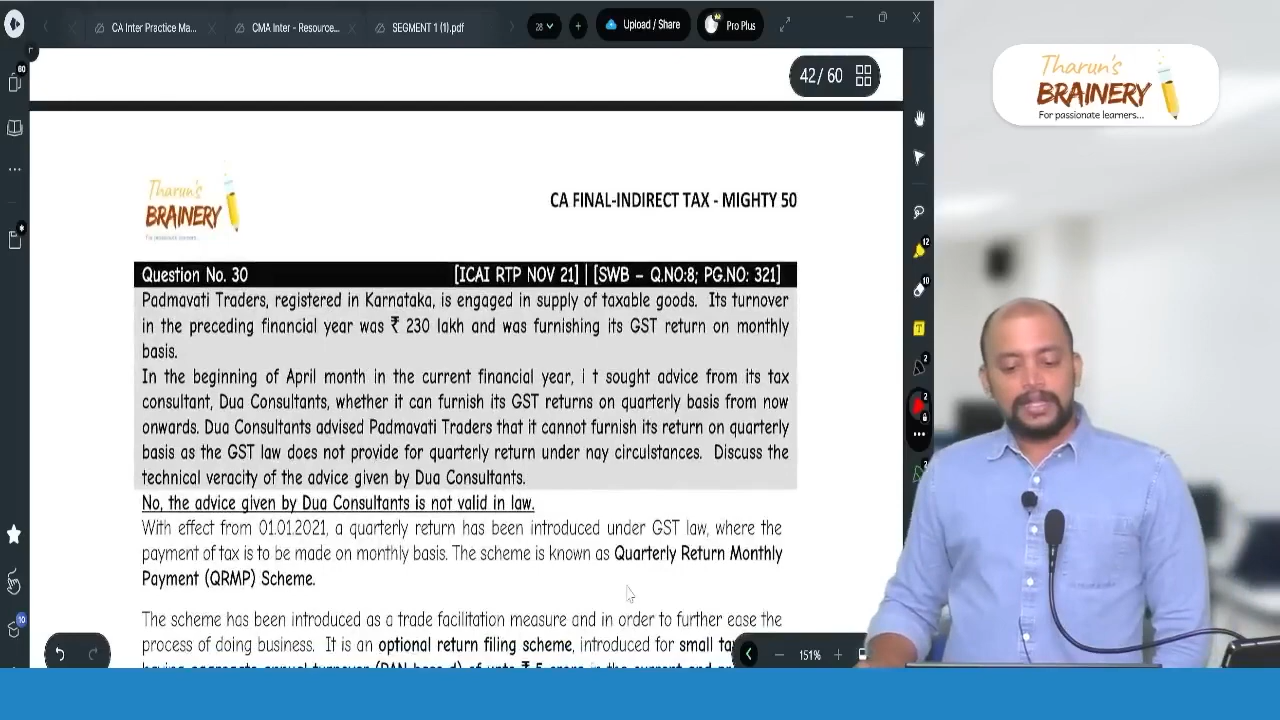 CA Inter Practice Ma...
CMA Inter - Resource...
SEGMENT 1 (1).pdf
28
Upload / Share
Pro Plus
60
42/60
Tharun's
BRAINERY
For passionate learners...
Tharun's
BRAINERY
For passionate learners...
CA FINAL-INDIRECT TAX - MIGHTY 50
Question No. 30 [ICAI RTP NOV 21] | [SWB – Q.NO:8; PG.NO: 321]
Padmavati Traders, registered in Karnataka, is engaged in supply of taxable goods. Its turnover
in the preceding financial year was ₹ 230 lakh and was furnishing its GST return on monthly
basis.
In the beginning of April month in the current financial year, i t sought advice from its tax
consultant, Dua Consultants, whether it can furnish its GST returns on quarterly basis from now
onwards. Dua Consultants advised Padmavati Traders that it cannot furnish its return on quarterly
basis as the GST law does not provide for quarterly return under nay circulstances. Discuss the
technical veracity of the advice given by Dua Consultants.
No, the advice given by Dua Consultants is not valid in law.
With effect from 01.01.2021, a quarterly return has been introduced under GST law, where the
payment of tax is to be made on monthly basis. The scheme is known as Quarterly Return Monthly
Payment (QRMP) Scheme.
The scheme has been introduced as a trade facilitation measure and in order to further ease the
process of doing business. It is an optional return filing scheme, introduced for small ta
12
10
T
2
2
2
10
151%